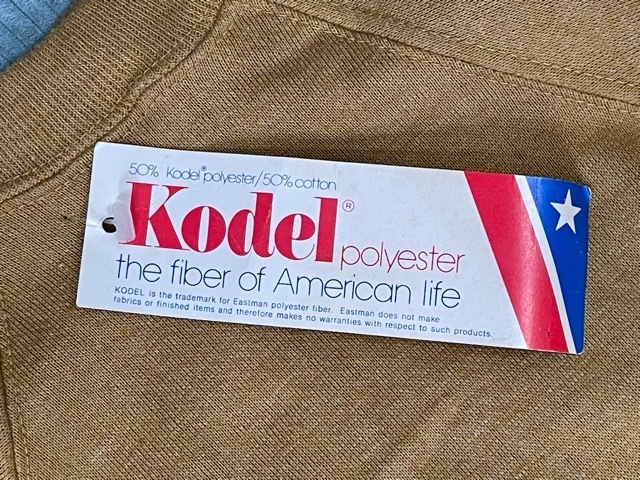 50% Kodel® polyester/50% cotton
Kodel® polyester
the fiber of American life
KODEL is the trademark for Eastman polyester fiber. Eastman does not make
fabrics or finished items and therefore makes no warranties with respect to such products.